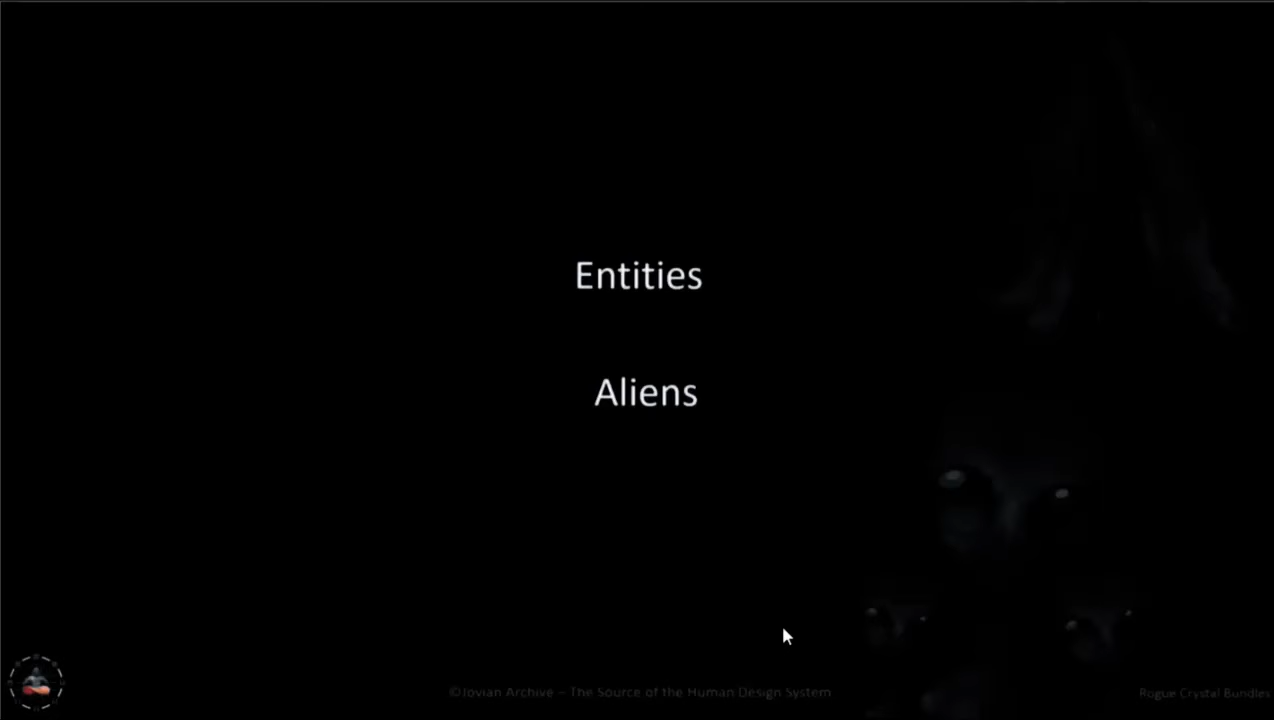 Entities
Aliens
©Jovian Archive – The Source of the Human Design System
Rogue Crystal Bundles